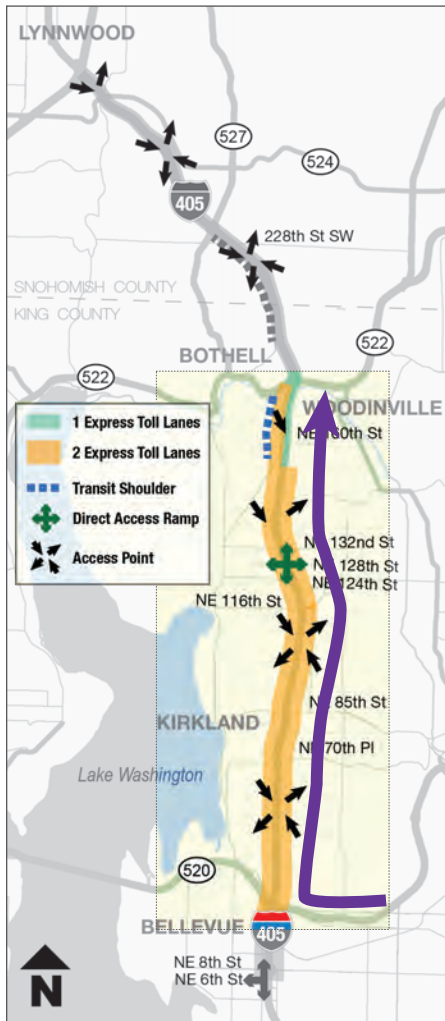 LYNNWOOD
527
524
405
228th St SW
SNOHOMISH COUNTY
KING COUNTY
BOTHELL
522
522
WOODINVILLE
1 Express Toll Lanes
2 Express Toll Lanes
Transit Shoulder
Direct Access Ramp
Access Point
60th St
NE 132nd St
NE 128th St
NE 124th St
NE 116th St
NE 85th St
KIRKLAND
NE 70th Pl
Lake Washington
520
BELLEVUE
405
NE 8th St
NE 6th St
N